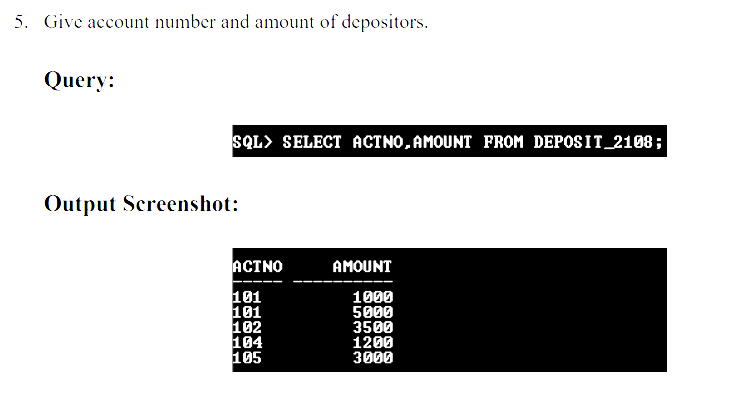 5. Give account number and amount of depositors.
Query:
SQL> SELECT ACTNO,AMOUNT FROM DEPOSIT_2108;
Output Screenshot:
ACTNO AMOUNT
----- ----------
101 1000
101 5000
102 3500
104 1200
105 3000